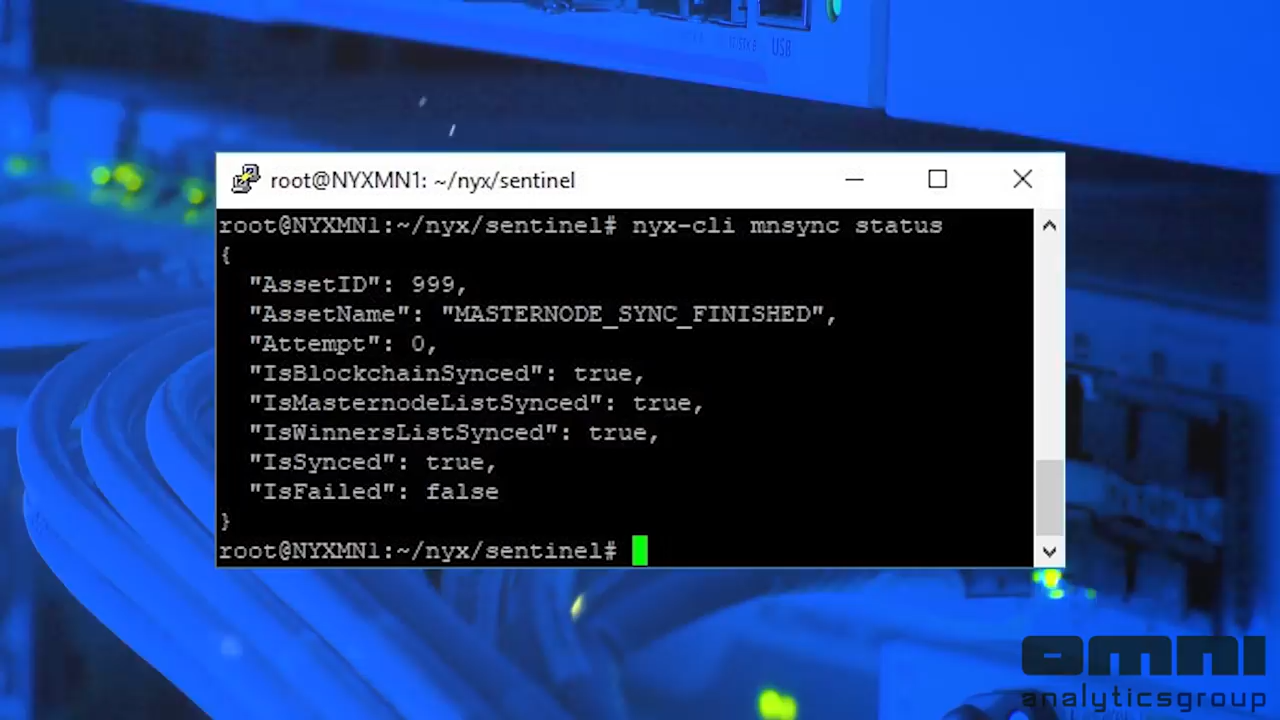 USB
root@NYXMN1: ~/nyx/sentinel
root@NYXMN1:~/nyx/sentinel# nyx-cli mnsync status
{
"AssetID": 999,
"AssetName": "MASTERNODE_SYNC_FINISHED",
"Attempt": 0,
"IsBlockchainSynced": true,
"IsMasternodeListSynced": true,
"IsWinnersListSynced": true,
"IsSynced": true,
"IsFailed": false
}
root@NYXMN1:~/nyx/sentinel#
omni
analyticsgroup